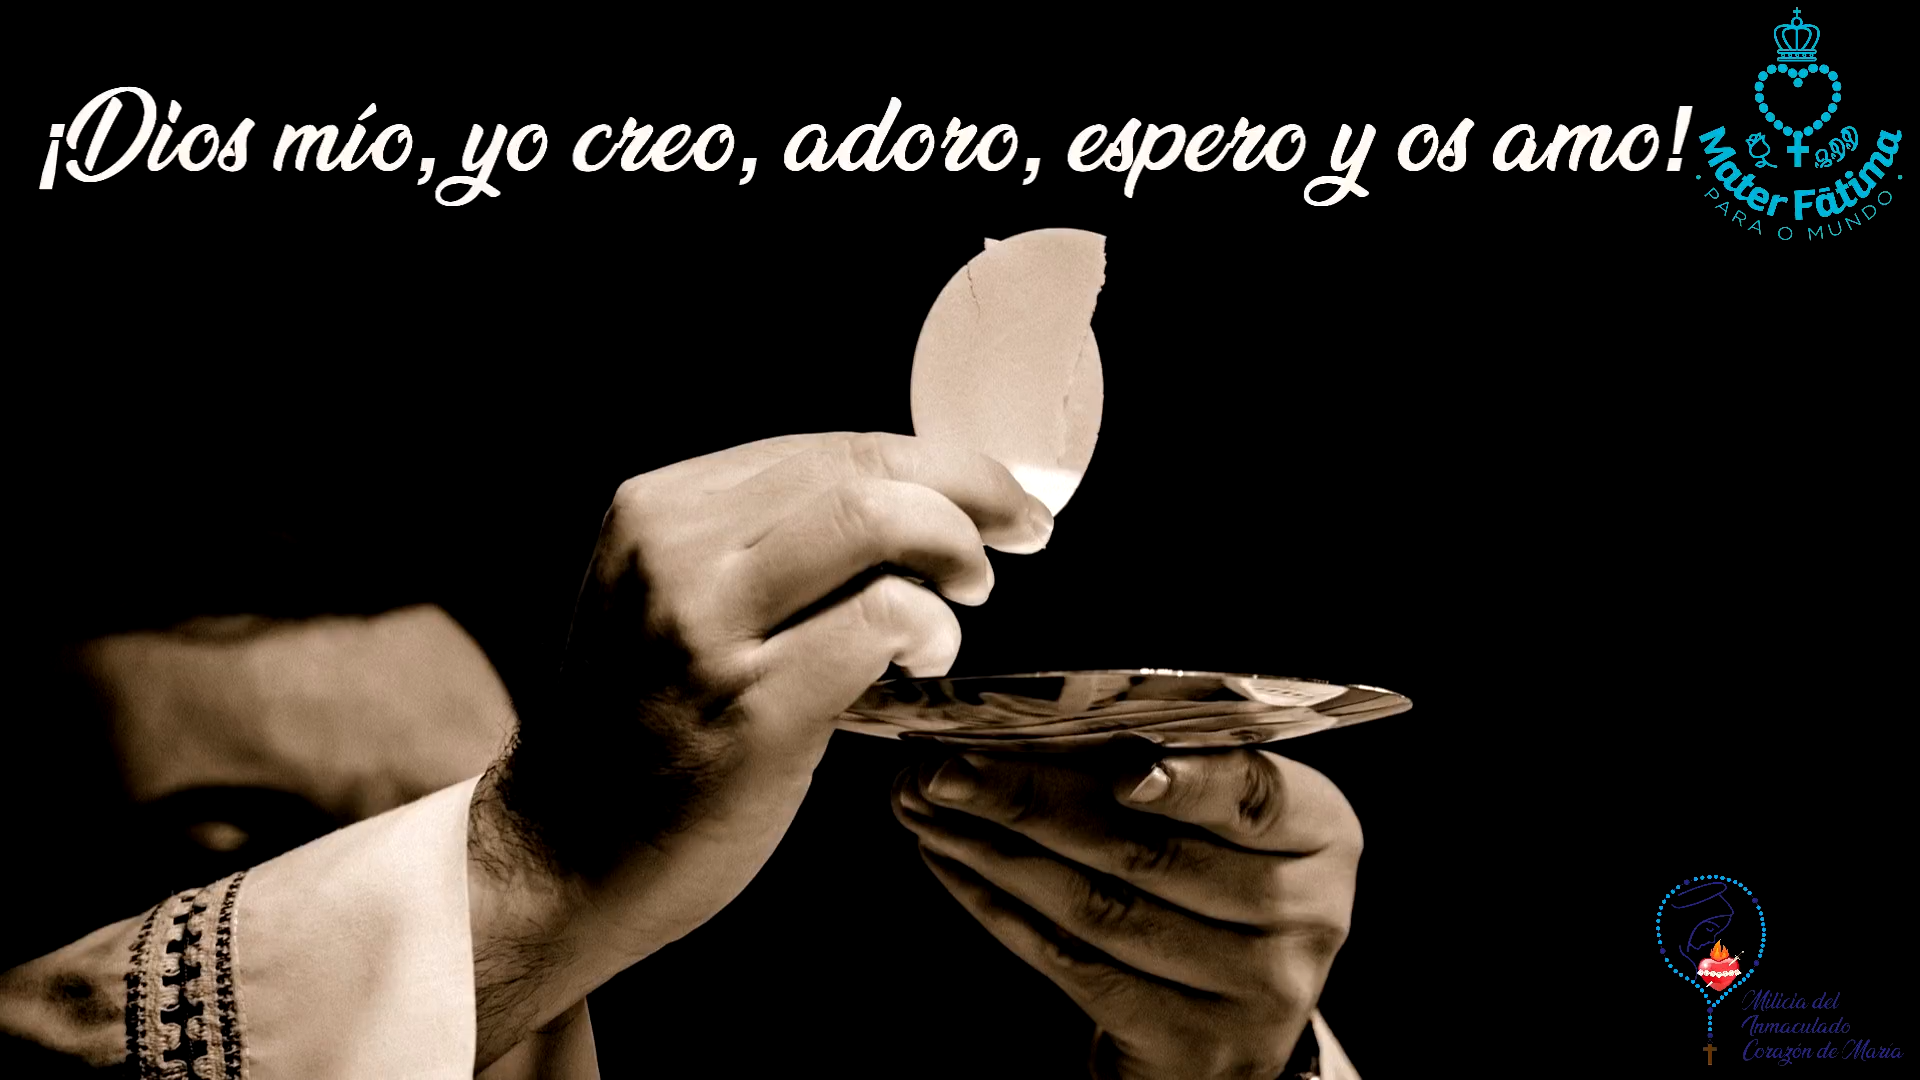 ¡Dios mío, yo creo, adoro, espero y os amo!
Mater Fátima
PARA O MUNDO
Milicia del
Inmaculado
Corazón de María